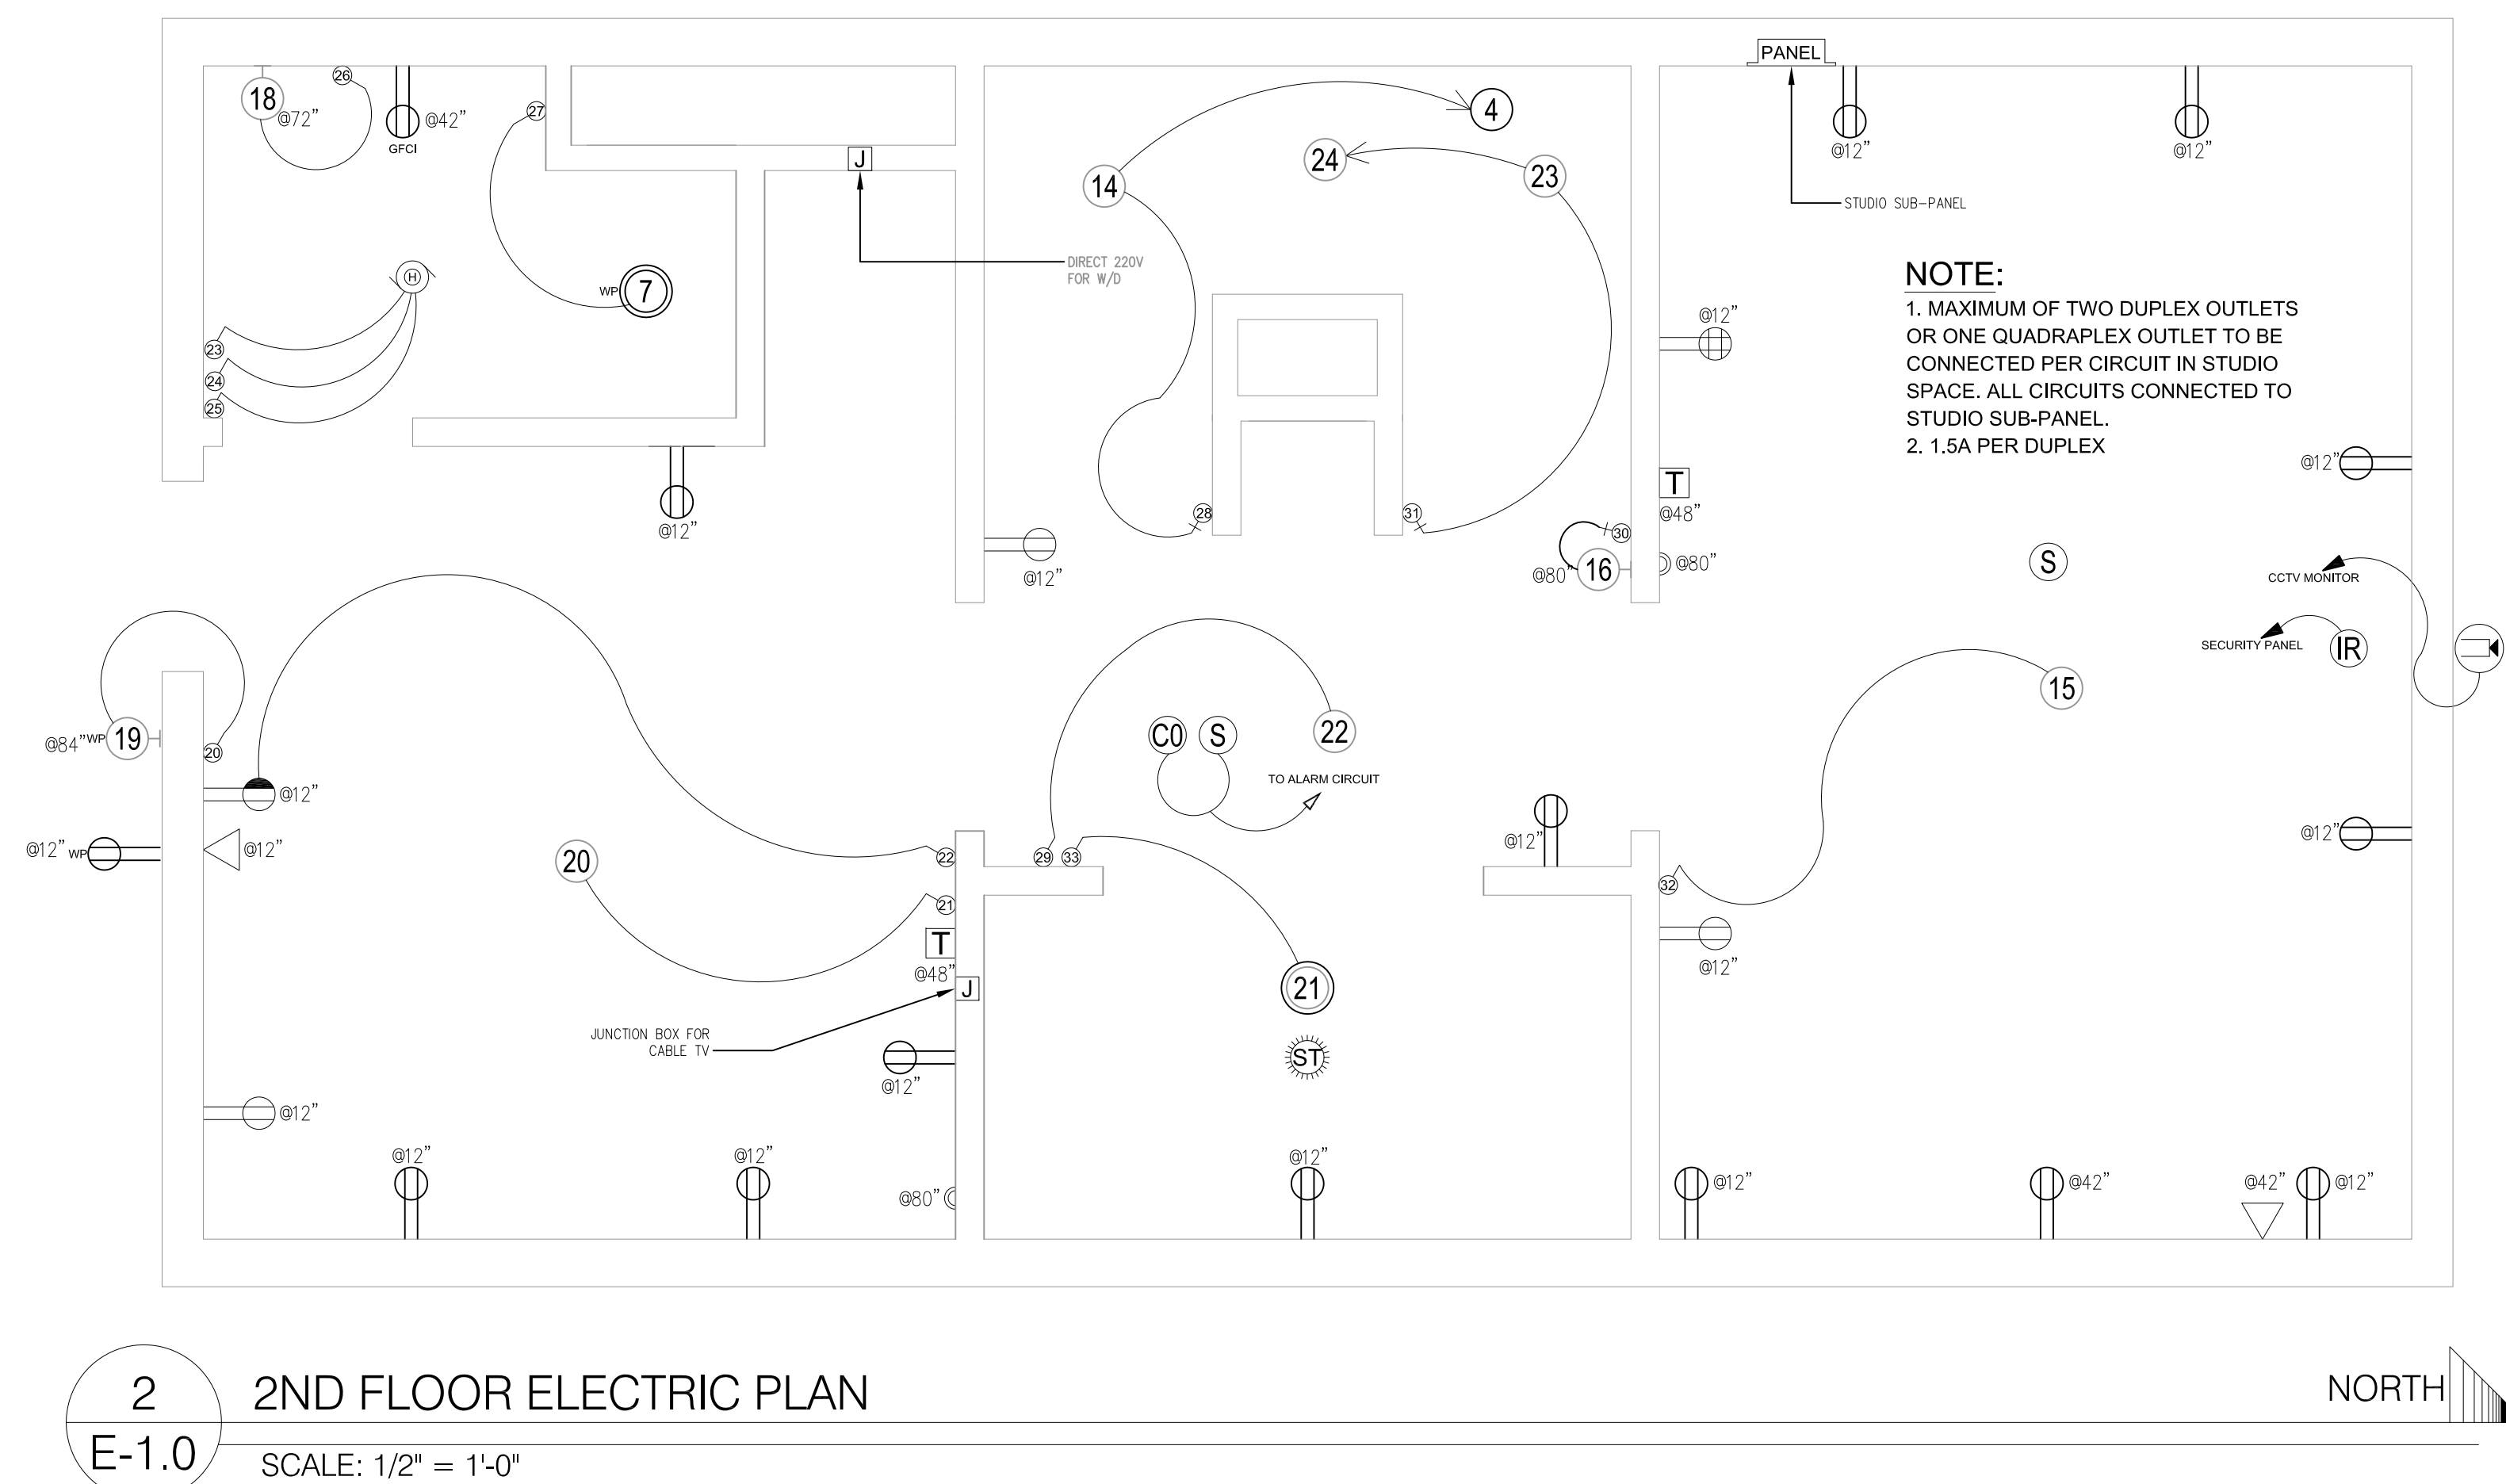 PANEL
26
18
@72”
@42”
GFCI
27
4
24
14
23
J
@12”
@12”
STUDIO SUB-PANEL
DIRECT 220V
FOR W/D
H
WP
7
NOTE:
1. MAXIMUM OF TWO DUPLEX OUTLETS
OR ONE QUADRAPLEX OUTLET TO BE
CONNECTED PER CIRCUIT IN STUDIO
SPACE. ALL CIRCUITS CONNECTED TO
STUDIO SUB-PANEL.
2. 1.5A PER DUPLEX
@12”
23
24
25
@12”
T
@48”
28
31
30
@12”
@12”
@80”
16
@80”
S
CCTV MONITOR
SECURITY PANEL
IR
15
@84”
WP
19
20
C0
S
22
TO ALARM CIRCUIT
@12”
@12”
WP
@12”
20
22
29
33
@12”
@12”
32
21
T
@48”
J
@12”
21
JUNCTION BOX FOR
CABLE TV
ST
@12”
@12”
@12”
@12”
@80”
@12”
@12”
@42”
@42”
@12”
2
2ND FLOOR ELECTRIC PLAN
NORTH
E-1.0
SCALE: 1/2" = 1'-0"